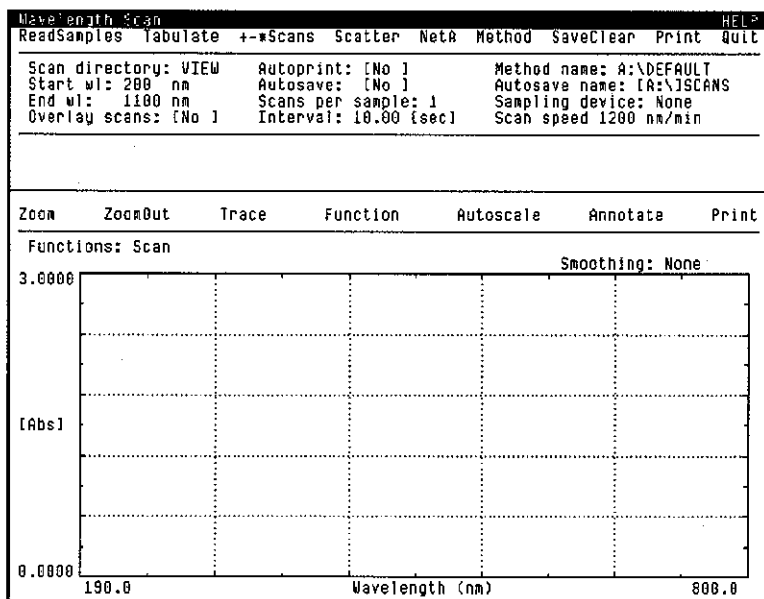 Wavelength Scan HELP
ReadSamples Tabulate +-*Scans Scatter NetA Method SaveClear Print Quit
Scan directory: VIEW Autoprint: [No ] Method name: A:\DEFAULT
Start wl: 200 nm Autosave: [No ] Autosave name: [A:\]SCANS
End wl: 1100 nm Scans per sample: 1 Sampling device: None
Overlay scans: [No ] Interval: 10.00 [sec] Scan speed 1200 nm/min
Zoom ZoomOut Trace Function Autoscale Annotate Print
Functions: Scan
Smoothing: None
3.0000
[Abs]
0.0000
190.0 Wavelength (nm) 800.0